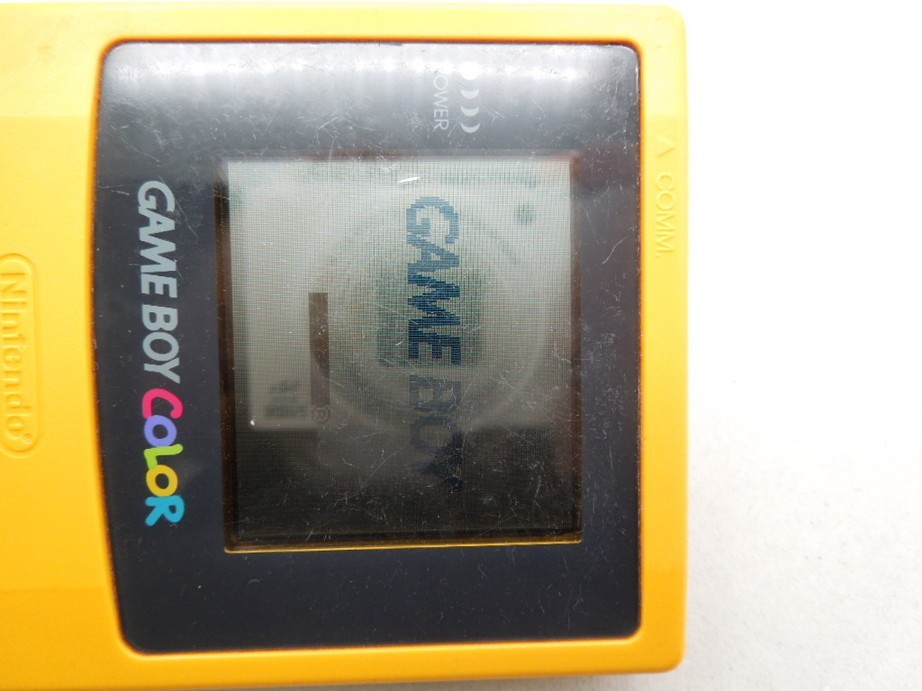 POWER
△ COMM.
GAME BOY
GAME BOY COLOR
Nintendo®